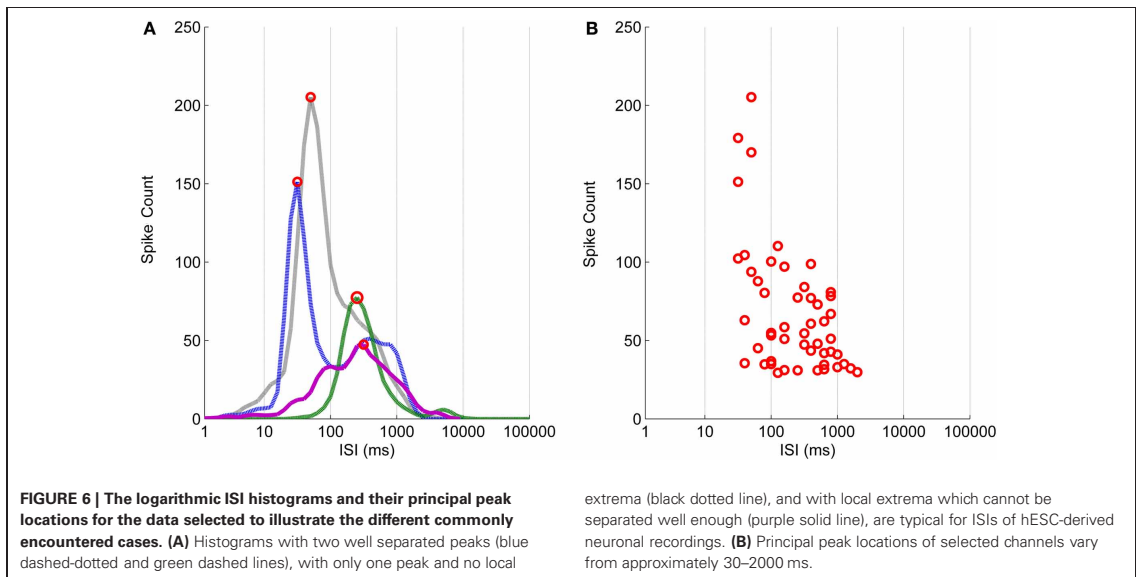 A
250
200
150
100
50
0
Spike Count
1 10 100 1000 10000 100000
ISI (ms)
B
250
200
150
100
50
0
Spike Count
1 10 100 1000 10000 100000
ISI (ms)
FIGURE 6 | The logarithmic ISI histograms and their principal peak
locations for the data selected to illustrate the different commonly
encountered cases. (A) Histograms with two well separated peaks (blue
dashed-dotted and green dashed lines), with only one peak and no local
extrema (black dotted line), and with local extrema which cannot be
separated well enough (purple solid line), are typical for ISIs of hESC-derived
neuronal recordings. (B) Principal peak locations of selected channels vary
from approximately 30–2000 ms.